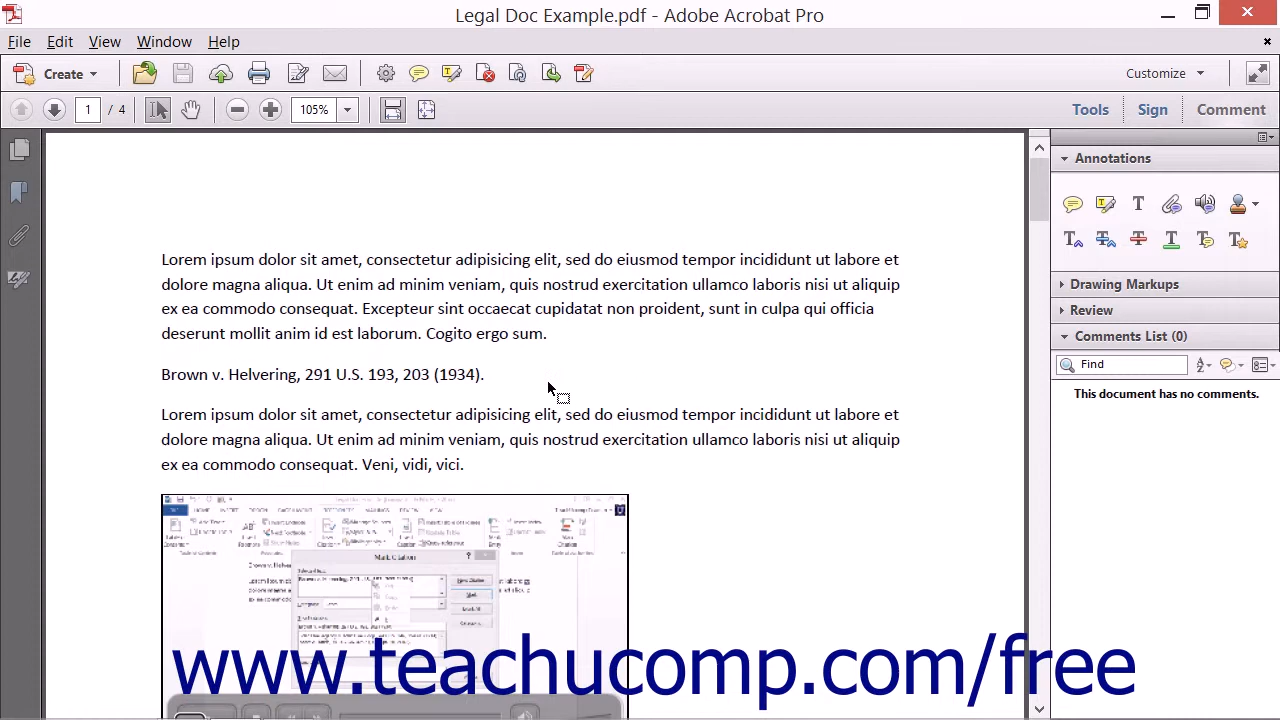 Legal Doc Example.pdf - Adobe Acrobat Pro
File Edit View Window Help
Create
Customize
1 / 4
105%
Tools Sign Comment
Annotations
Drawing Markups
Review
Comments List (0)
Find
This document has no comments.
Lorem ipsum dolor sit amet, consectetur adipisicing elit, sed do eiusmod tempor incididunt ut labore et
dolore magna aliqua. Ut enim ad minim veniam, quis nostrud exercitation ullamco laboris nisi ut aliquip
ex ea commodo consequat. Excepteur sint occaecat cupidatat non proident, sunt in culpa qui officia
deserunt mollit anim id est laborum. Cogito ergo sum.
Brown v. Helvering, 291 U.S. 193, 203 (1934).
Lorem ipsum dolor sit amet, consectetur adipisicing elit, sed do eiusmod tempor incididunt ut labore et
dolore magna aliqua. Ut enim ad minim veniam, quis nostrud exercitation ullamco laboris nisi ut aliquip
ex ea commodo consequat. Veni, vidi, vici.
Mark Citation
www.teachucomp.com/free